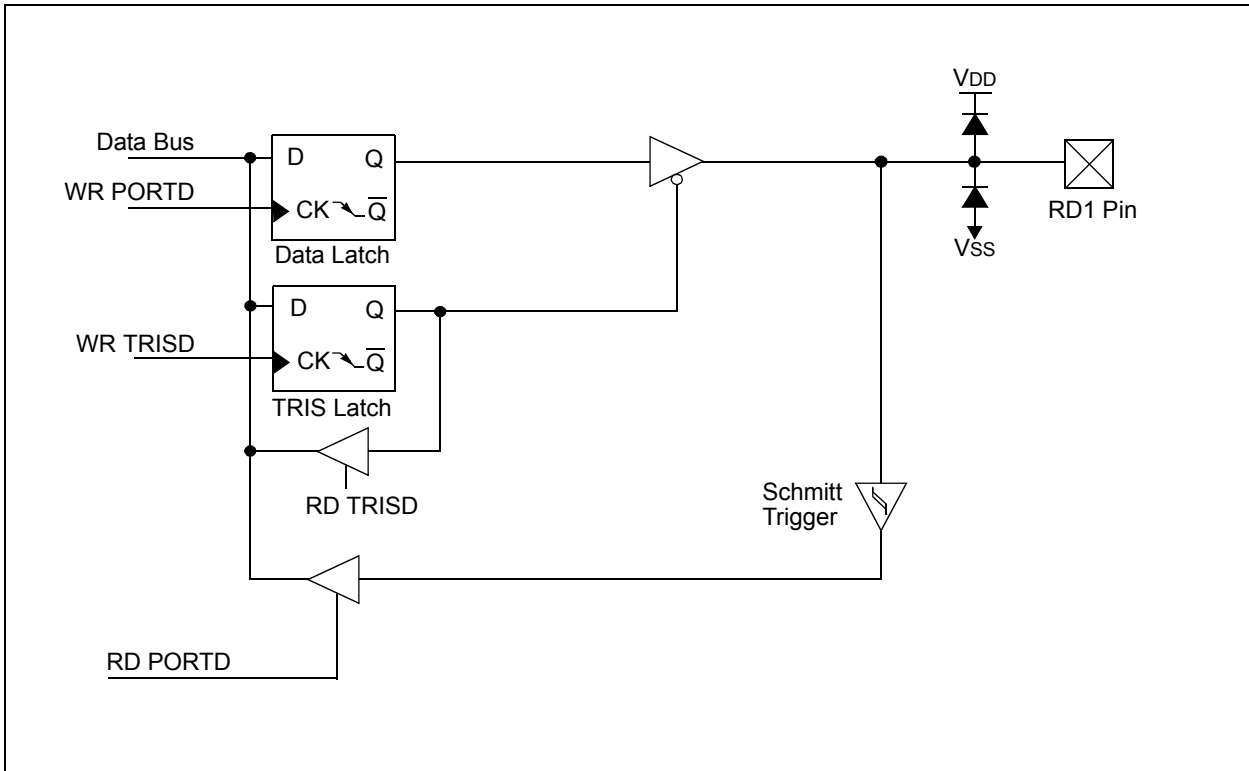 VDD
Data Bus
D Q
WR PORTD
CK Q̅
RD1 Pin
Data Latch
VSS
D Q
WR TRISD
CK Q̅
TRIS Latch
RD TRISD
Schmitt
Trigger
RD PORTD